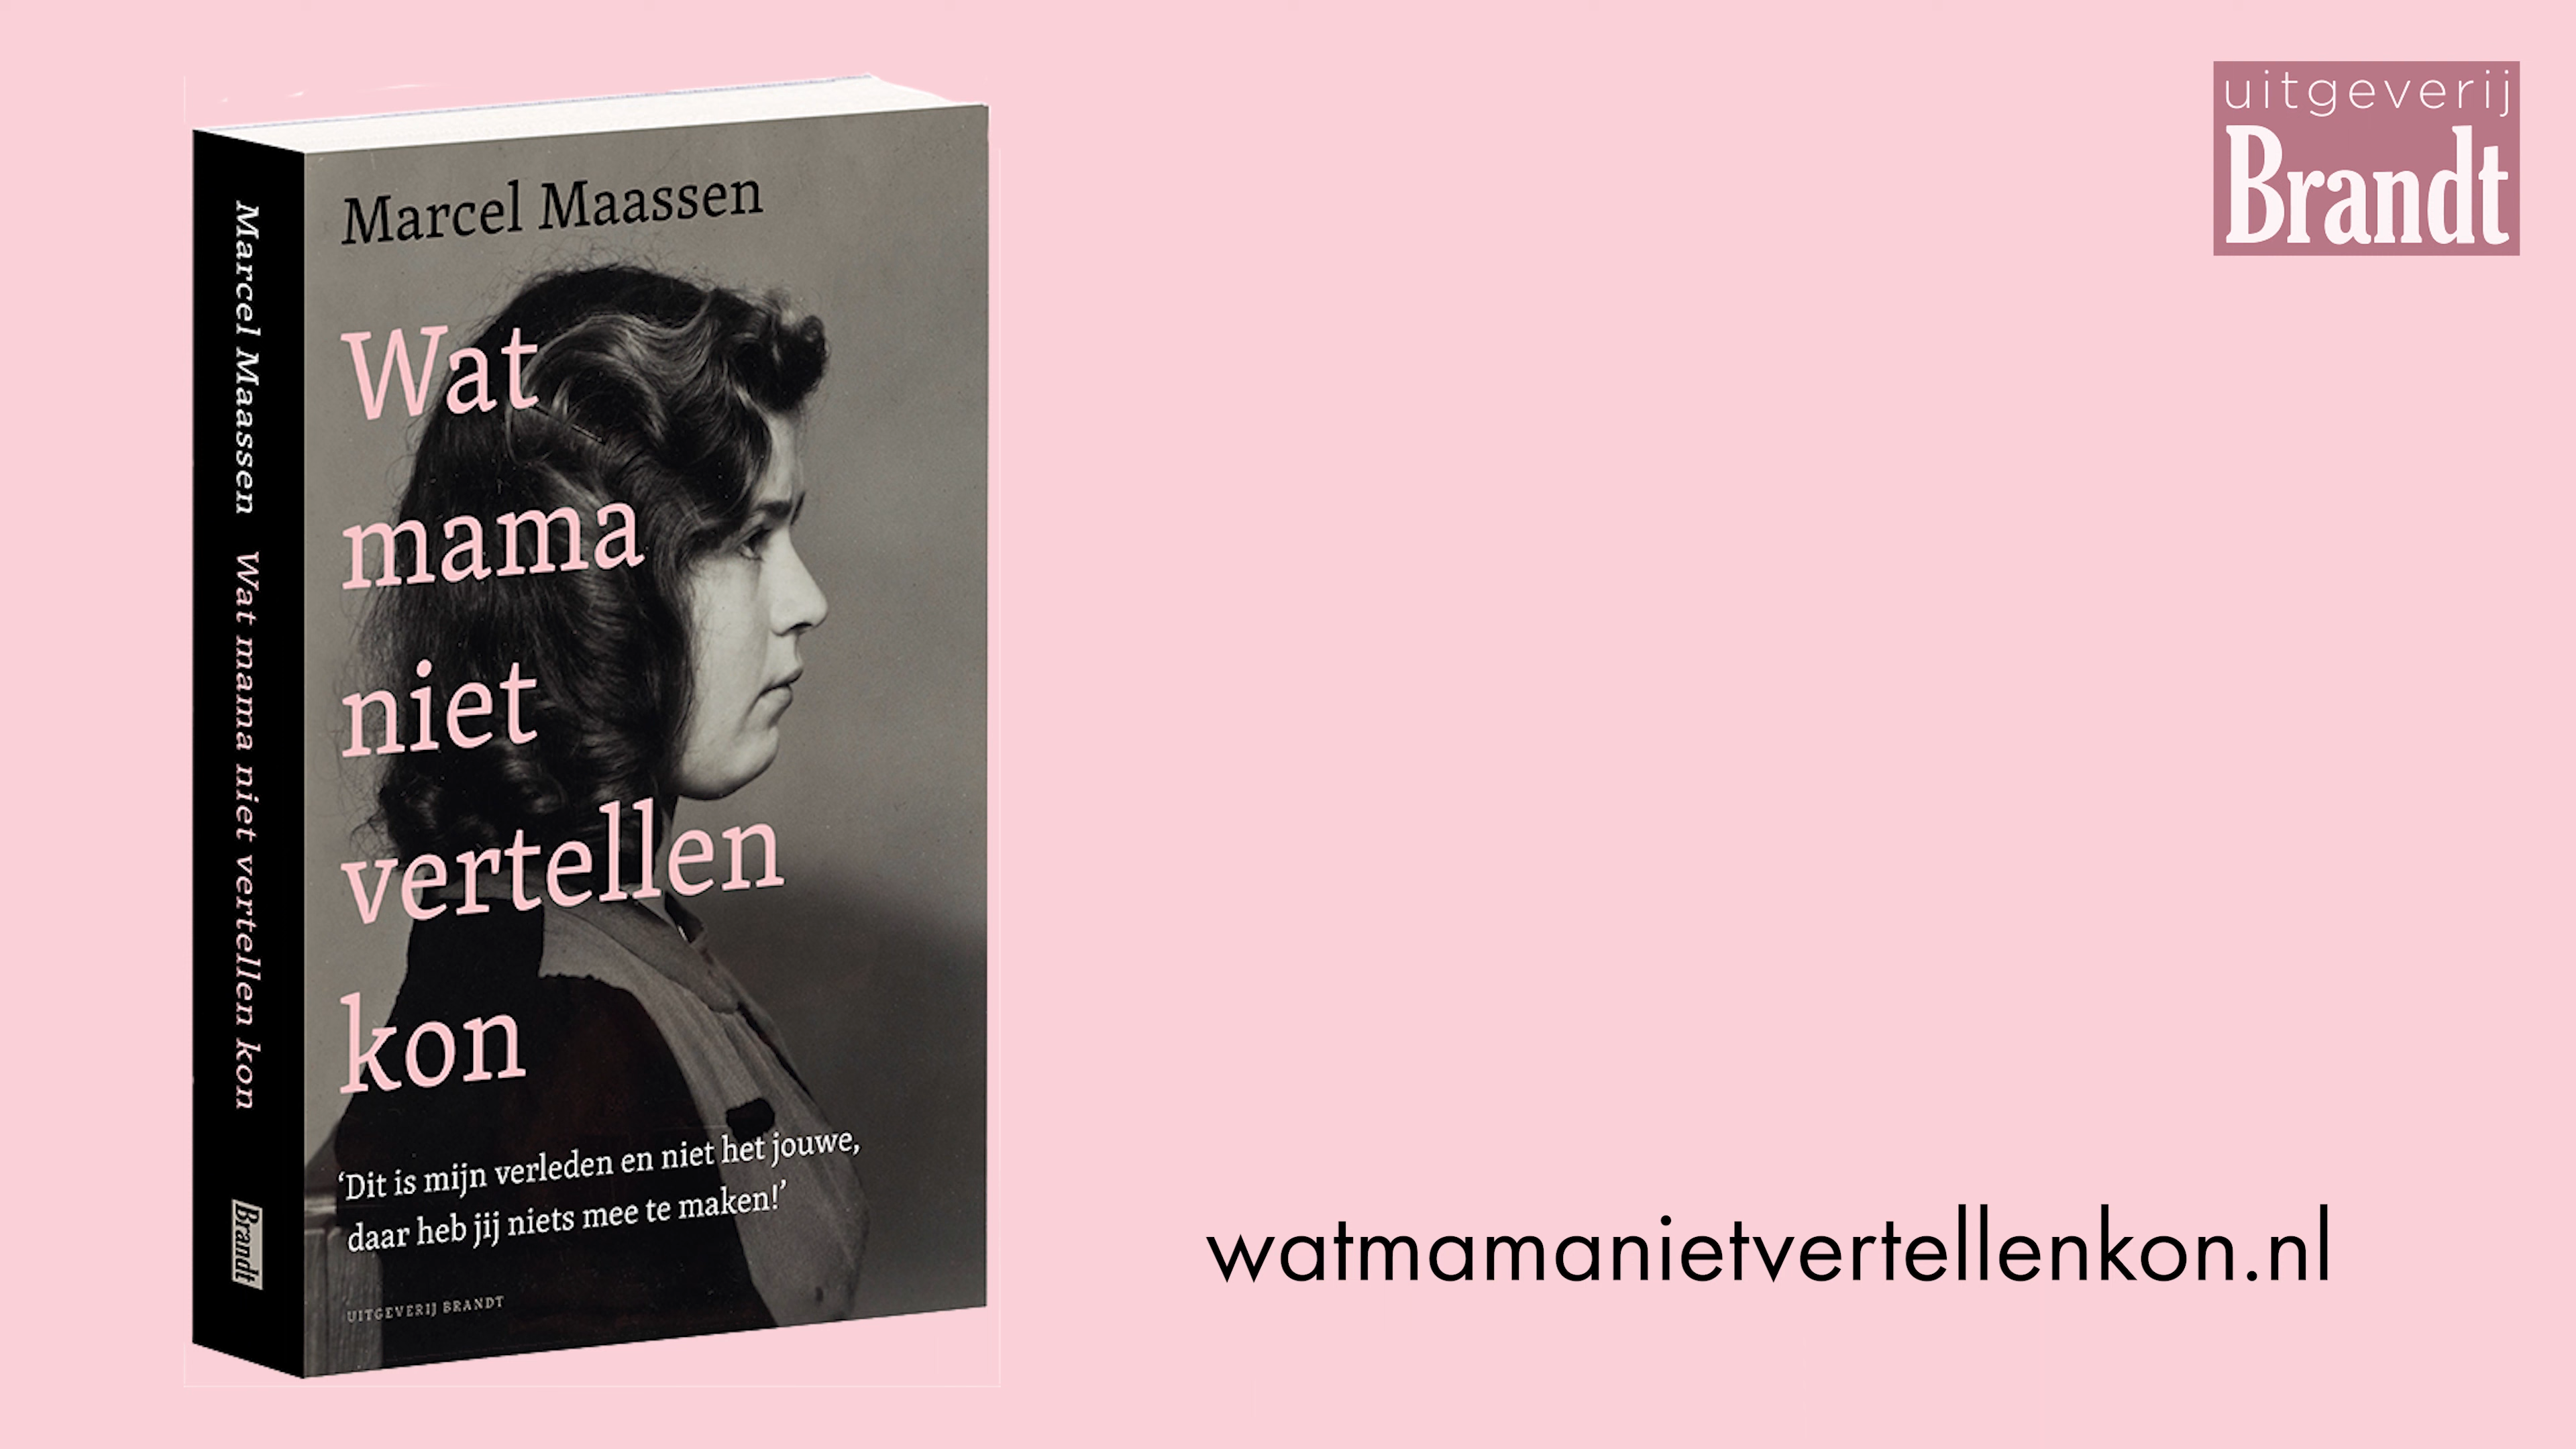 uitgeverij
Brandt
Marcel Maassen
Wat
mama
niet
vertellen
kon
‘Dit is mijn verleden en niet het jouwe,
daar heb jij niets mee te maken!’
UITGEVERIJ BRANDT
Marcel Maassen Wat mama niet vertellen kon
Brandt
watmamanietvertellenkon.nl